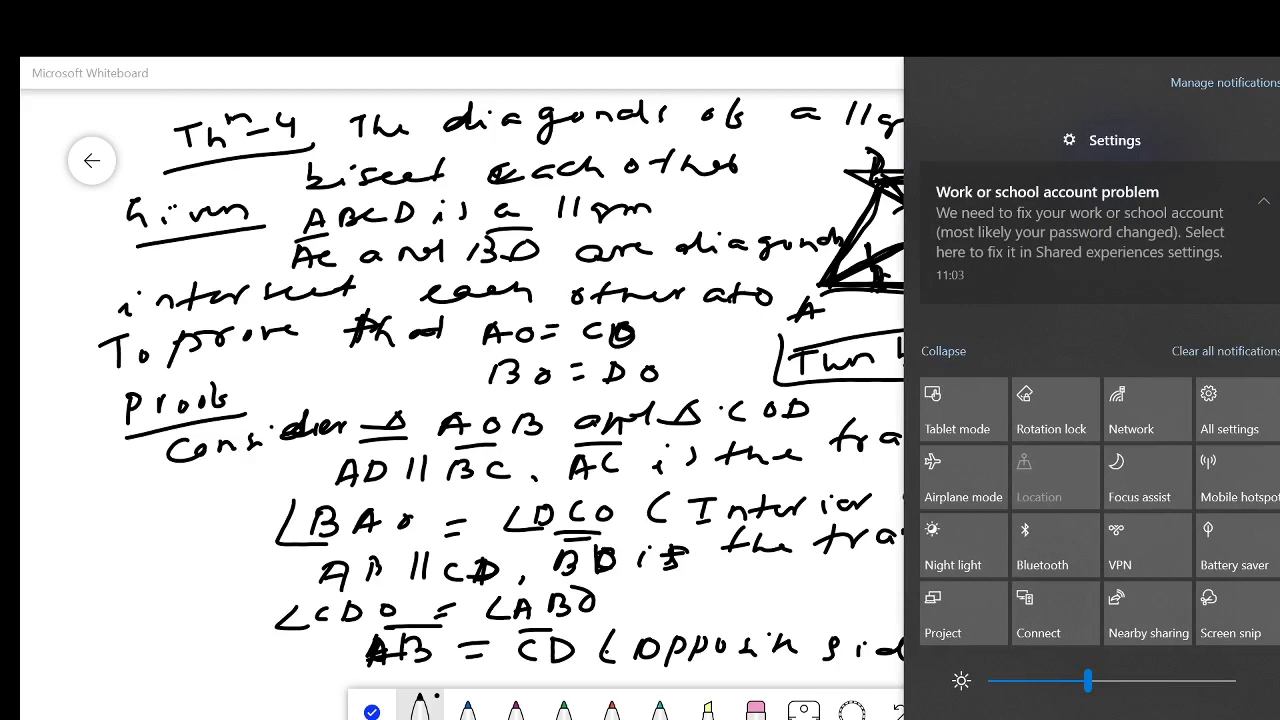 Microsoft Whiteboard
Thm-4 The diagonals of a llgm
bisect each other
Given ABCD is a llgm
AC and BD are diagonals
intersect each other at O
To prove that AO = CO
BO = DO
Proof
Consider Δ AOB and Δ COD
AD || BC, AC is the
∠BAO = ∠DCO (Interior
AB || CD, BD is the
∠CDO = ∠ABO
AB = CD (opposit
B
A
Manage notifications
Settings
Work or school account problem
We need to fix your work or school account
(most likely your password changed). Select
here to fix it in Shared experiences settings.
11:03
Collapse
Clear all notifications
Tablet mode
Rotation lock
Network
All settings
Airplane mode
Location
Focus assist
Mobile hotspot
Night light
Bluetooth
VPN
Battery saver
Project
Connect
Nearby sharing
Screen snip